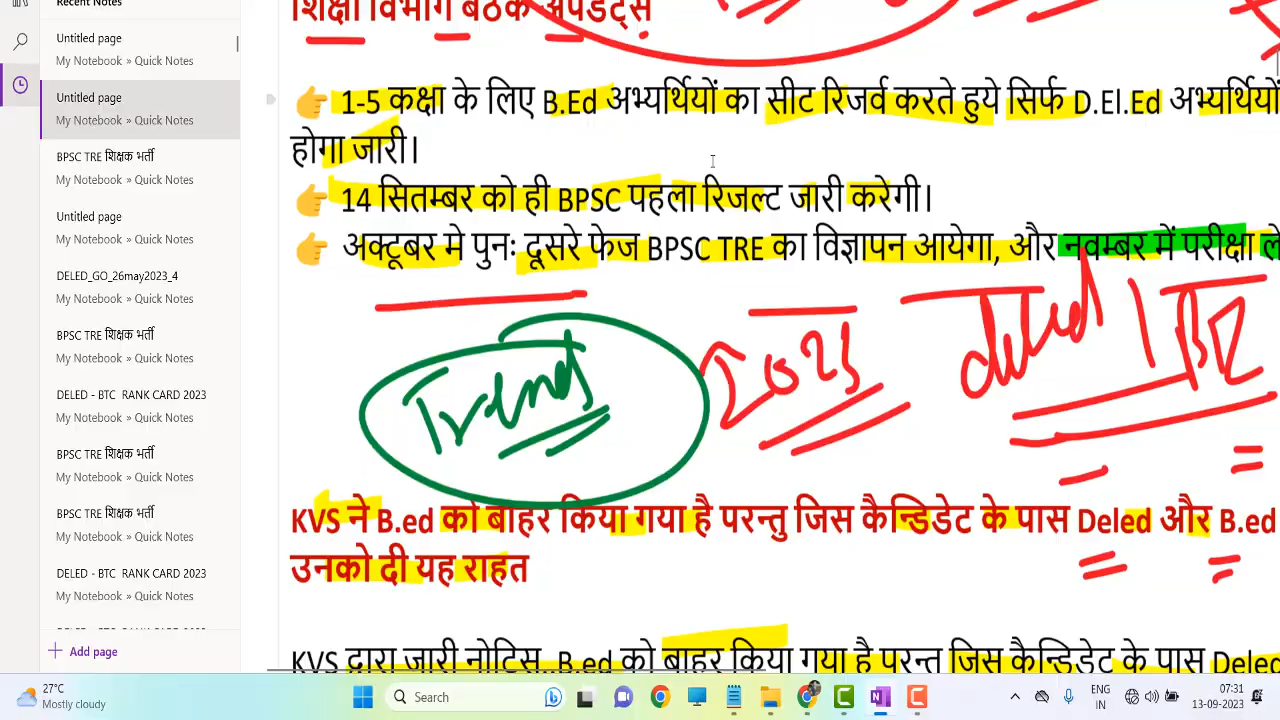 Recent Notes
Untitled page
My Notebook » Quick Notes
Untitled page
My Notebook » Quick Notes
BPSC TRE शिक्षक भर्ती
My Notebook » Quick Notes
Untitled page
My Notebook » Quick Notes
DELED_GO_26may2023_4
My Notebook » Quick Notes
BPSC TRE शिक्षक भर्ती
My Notebook » Quick Notes
DELED - BTC RANK CARD 2023
My Notebook » Quick Notes
BPSC TRE शिक्षक भर्ती
My Notebook » Quick Notes
BPSC TRE शिक्षक भर्ती
My Notebook » Quick Notes
DELED - BTC RANK CARD 2023
My Notebook » Quick Notes
Add page
शिक्षा विभाग बैठक अपडेट्स
👉 1-5 कक्षा के लिए B.Ed अभ्यर्थियों का सीट रिजर्व करते हुये सिर्फ D.El.Ed अभ्यर्थियों
होगा जारी।
👉 14 सितम्बर को ही BPSC पहला रिजल्ट जारी करेगी।
👉 अक्टूबर मे पुनः दूसरे फेज BPSC TRE का विज्ञापन आयेगा, और नवम्बर में परीक्षा ले
Trends 2023 deled
KVS ने B.ed को बाहर किया गया है परन्तु जिस कैन्डिडेट के पास Deled और B.ed
उनको दी यह राहत
KVS द्वारा जारी नोटिस, B.ed को बाहर किया गया है परन्तु जिस कैन्डिडेट के पास Deled
27°C
Mostly cloudy
Search
ENG
IN
07:31
13-09-2023